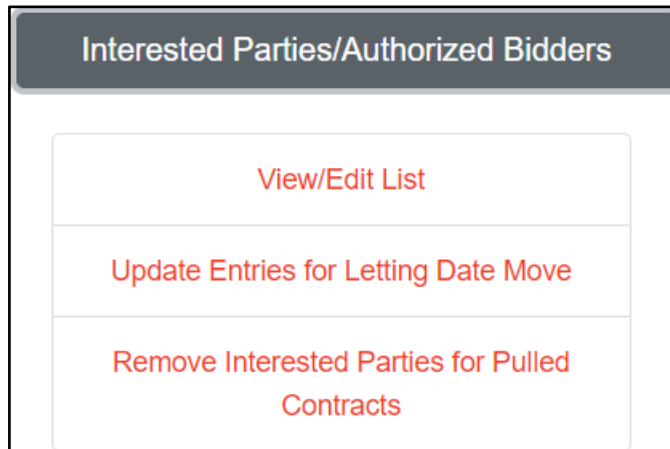 Interested Parties/Authorized Bidders
View/Edit List
Update Entries for Letting Date Move
Remove Interested Parties for Pulled
Contracts